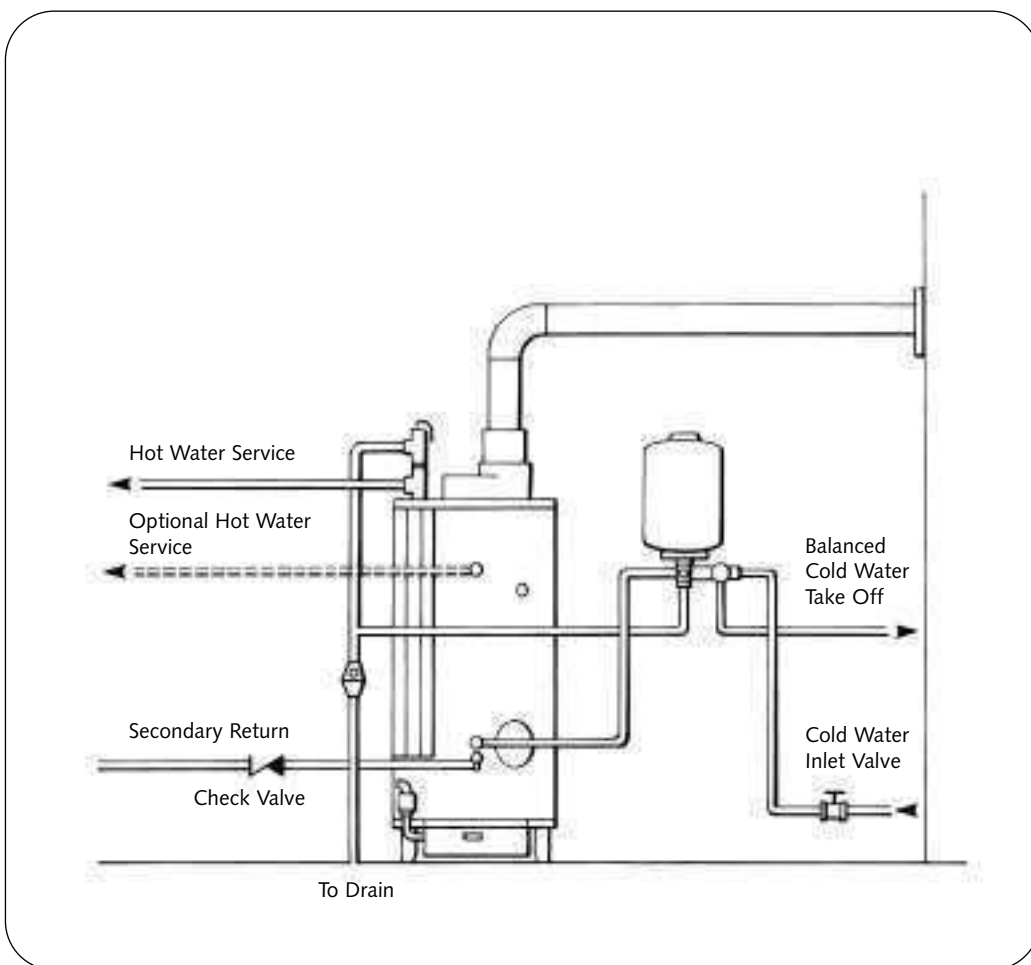 Hot Water Service
Optional Hot Water
Service
Balanced
Cold Water
Take Off
Secondary Return
Cold Water
Inlet Valve
Check Valve
To Drain